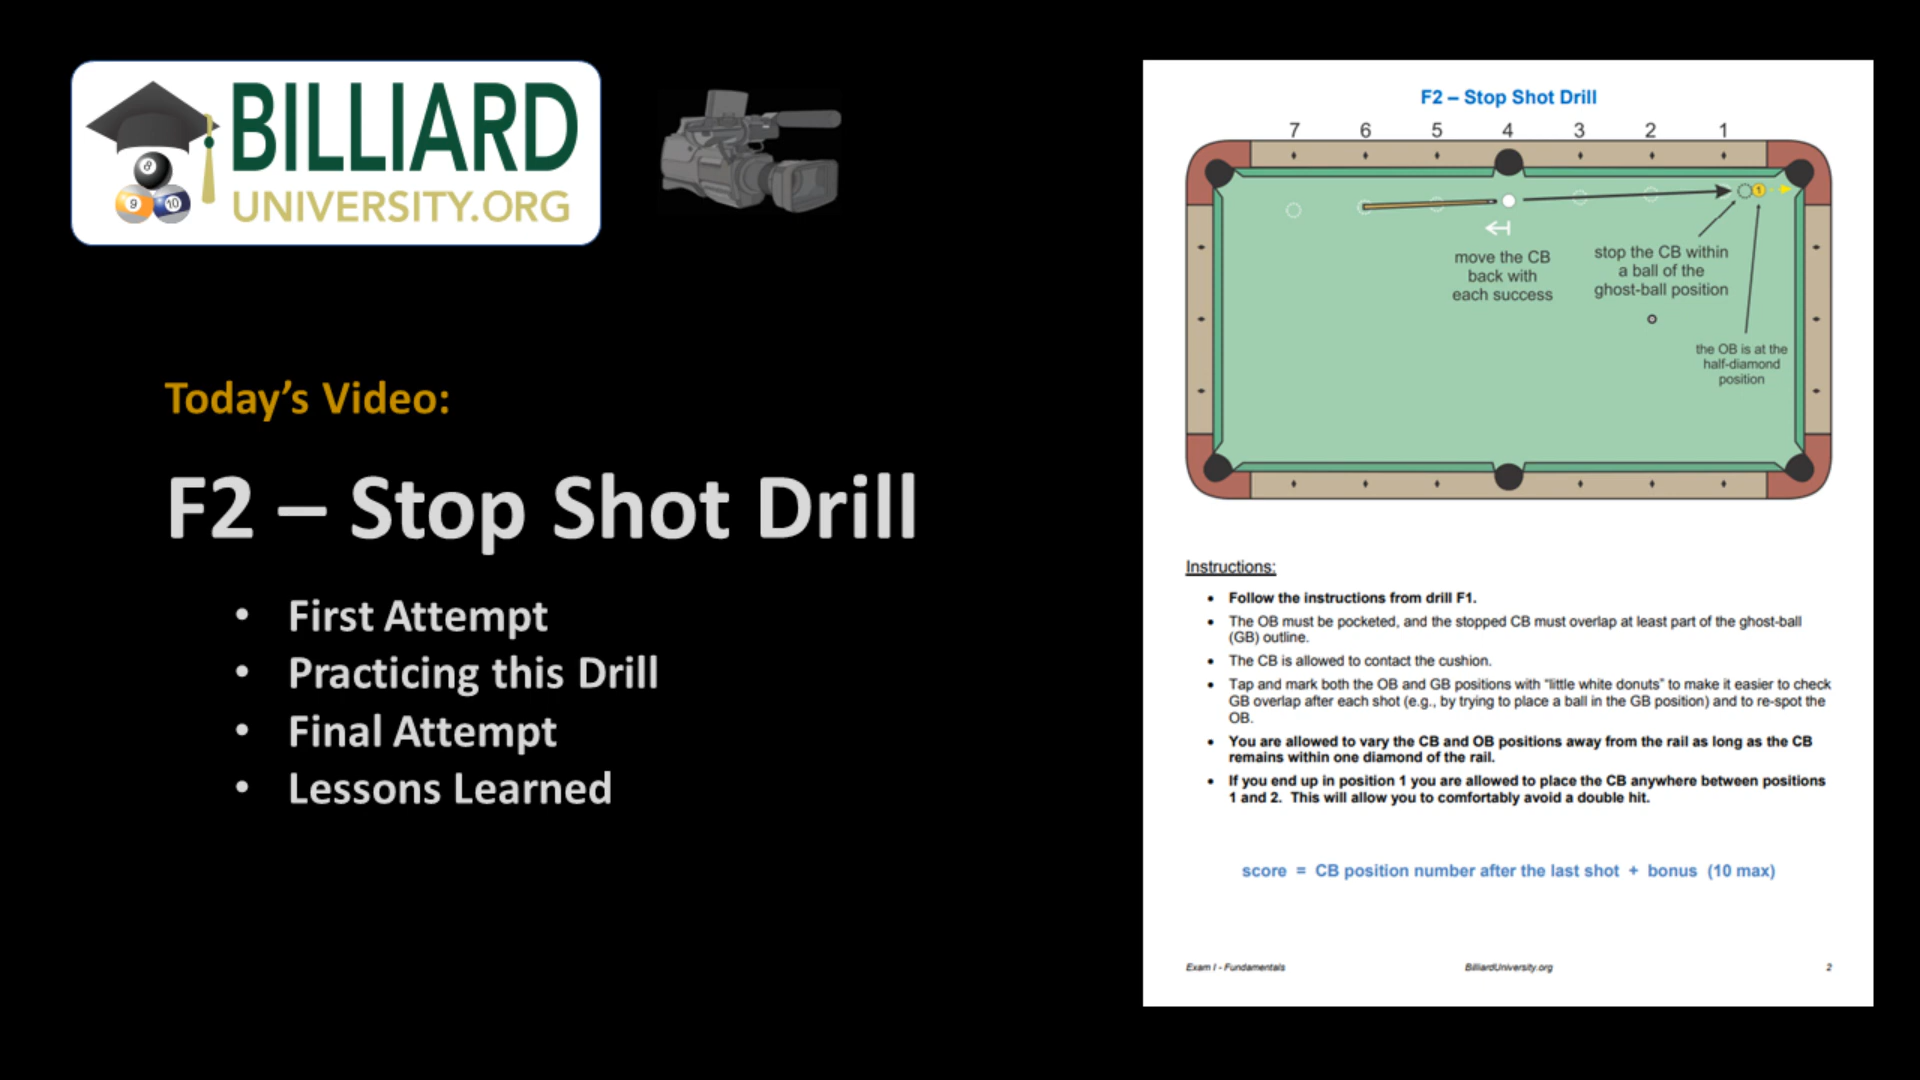 BILLIARD
UNIVERSITY.ORG
8
9
10
Today's Video:
F2 – Stop Shot Drill
• First Attempt
• Practicing this Drill
• Final Attempt
• Lessons Learned
F2 – Stop Shot Drill
7 6 5 4 3 2 1
1
move the CB
back with
each success
stop the CB within
a ball of the
ghost-ball position
the OB is at the
half-diamond
position
Instructions:
• Follow the instructions from drill F1.
• The OB must be pocketed, and the stopped CB must overlap at least part of the ghost-ball
(GB) outline.
• The CB is allowed to contact the cushion.
• Tap and mark both the OB and GB positions with "little white donuts" to make it easier to check
GB overlap after each shot (e.g., by trying to place a ball in the GB position) and to re-spot the
OB.
• You are allowed to vary the CB and OB positions away from the rail as long as the CB
remains within one diamond of the rail.
• If you end up in position 1 you are allowed to place the CB anywhere between positions
1 and 2. This will allow you to comfortably avoid a double hit.
score = CB position number after the last shot + bonus (10 max)
Exam I - Fundamentals BilliardUniversity.org 2